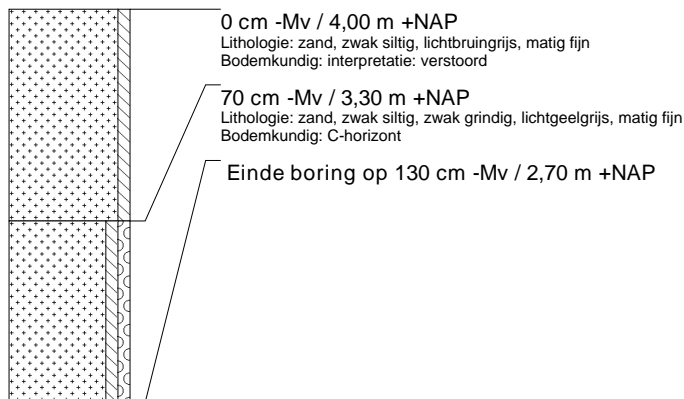 0 cm -Mv / 4,00 m +NAP
Lithologie: zand, zwak siltig, lichtbruingrijs, matig fijn
Bodemkundig: interpretatie: verstoord
70 cm -Mv / 3,30 m +NAP
Lithologie: zand, zwak siltig, zwak grindig, lichtgeelgrijs, matig fijn
Bodemkundig: C-horizont
Einde boring op 130 cm -Mv / 2,70 m +NAP